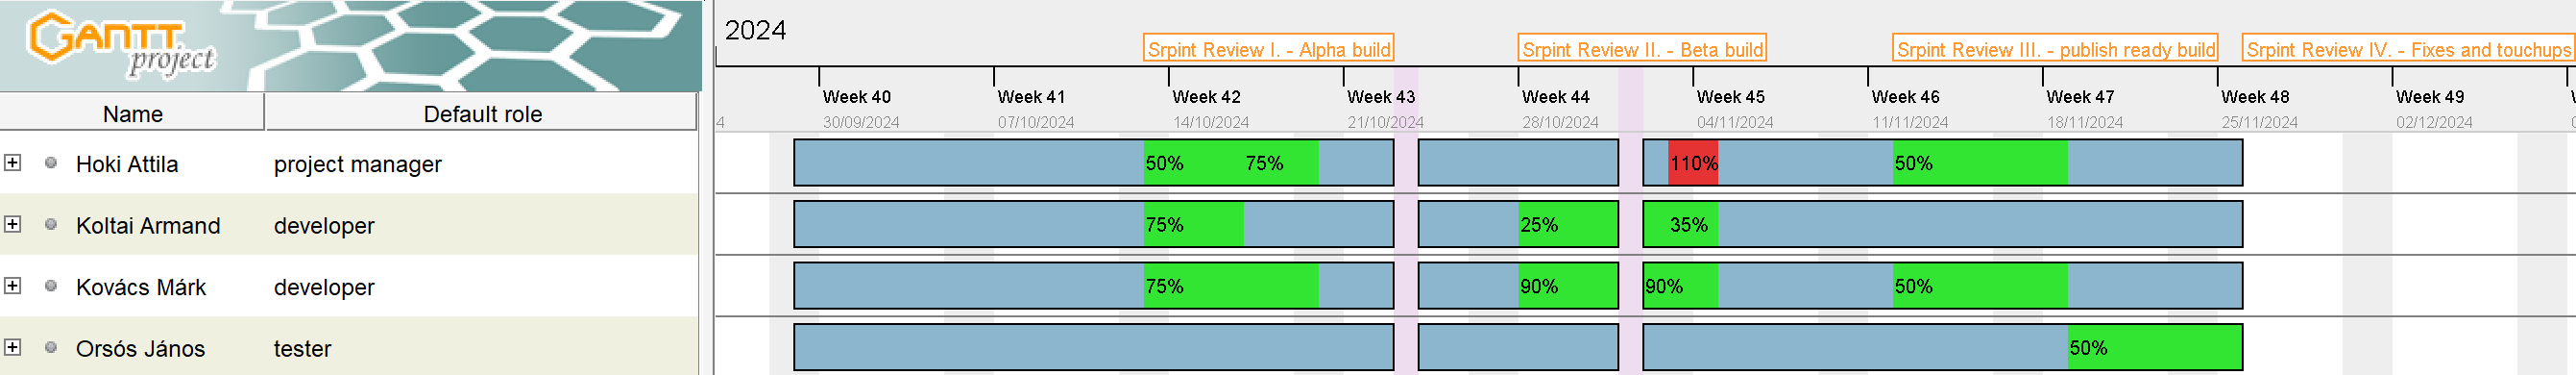 GANTT
project
2024
Srpint Review I. - Alpha build Srpint Review II. - Beta build Srpint Review III. - publish ready build Srpint Review IV. - Fixes and touchups
Name Default role
Week 40 Week 41 Week 42 Week 43 Week 44 Week 45 Week 46 Week 47 Week 48 Week 49
4 30/09/2024 07/10/2024 14/10/2024 21/10/2024 28/10/2024 04/11/2024 11/11/2024 18/11/2024 25/11/2024 02/12/2024
Hoki Attila project manager 50% 75% 110% 50%
Koltai Armand developer 75% 25% 35%
Kovács Márk developer 75% 90% 90% 50%
Orsós János tester 50%